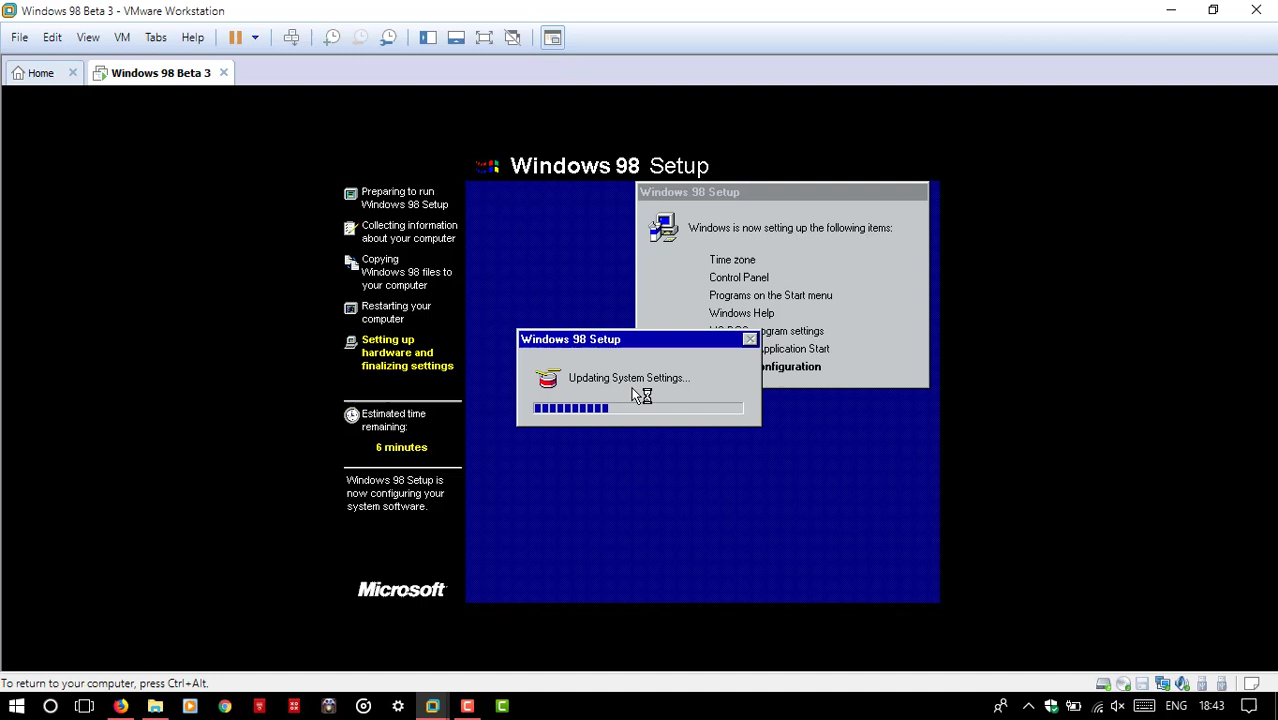 Windows 98 Beta 3 - VMware Workstation
File Edit View VM Tabs Help
Home Windows 98 Beta 3
Windows 98 Setup
Preparing to run
Windows 98 Setup
Collecting information
about your computer
Copying
Windows 98 files to
your computer
Restarting your
computer
Setting up
hardware and
finalizing settings
Estimated time
remaining:
6 minutes
Windows 98 Setup is
now configuring your
system software.
Microsoft
Windows 98 Setup
Windows is now setting up the following items:
Time zone
Control Panel
Programs on the Start menu
Windows Help
program settings
Application Start
Windows 98 Setup
Updating System Settings...
To return to your computer, press Ctrl+Alt.
ENG 18:43